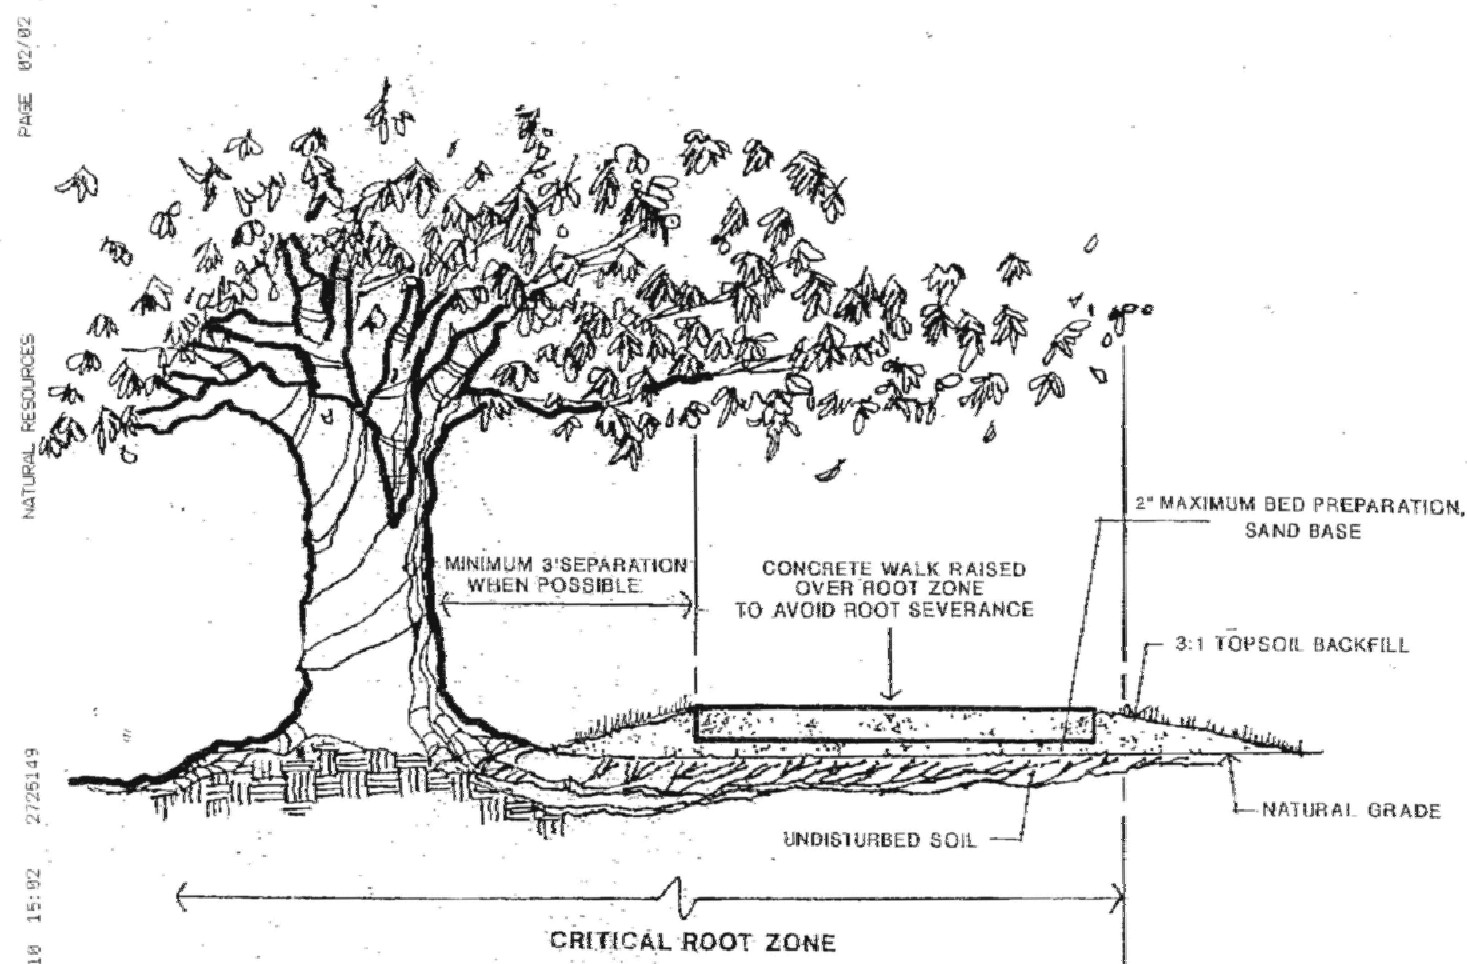 PAGE 02/02
NATURAL RESOURCES
2725149
15:02
10
2" MAXIMUM BED PREPARATION,
SAND BASE
MINIMUM 3'SEPARATION
WHEN POSSIBLE
CONCRETE WALK RAISED
OVER ROOT ZONE
TO AVOID ROOT SEVERANCE
3:1 TOPSOIL BACKFILL
NATURAL GRADE
UNDISTURBED SOIL
CRITICAL ROOT ZONE